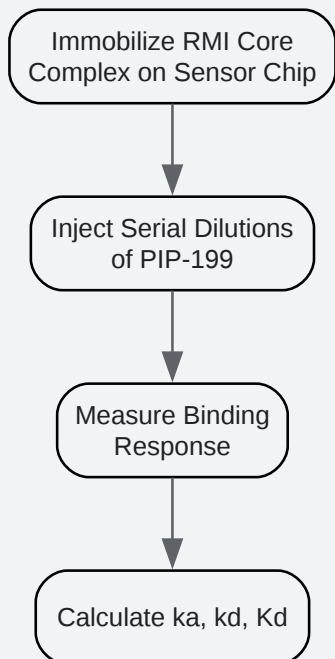 Immobilize RMI Core
Complex on Sensor Chip
Inject Serial Dilutions
of PIP-199
Measure Binding
Response
Calculate ka, kd, Kd